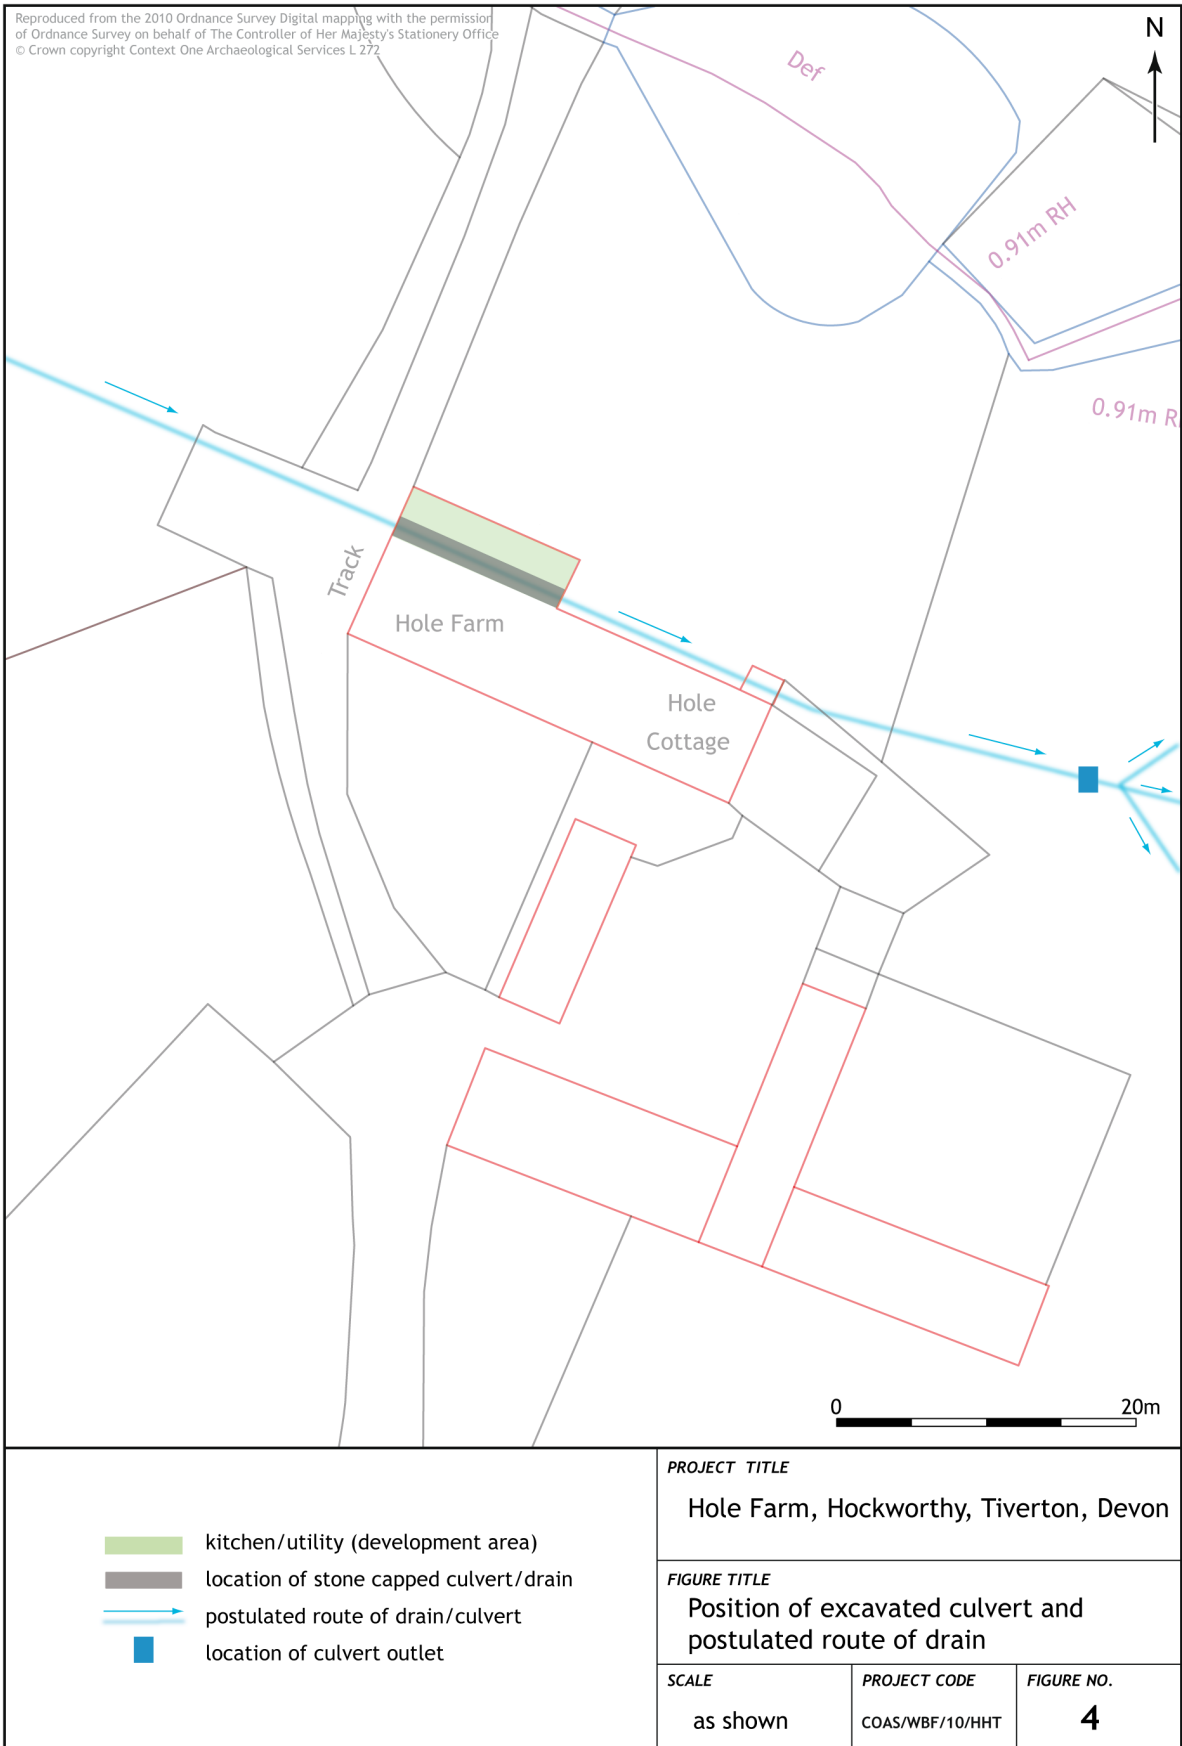 Reproduced from the 2010 Ordnance Survey Digital mapping with the permission
of Ordnance Survey on behalf of The Controller of Her Majesty's Stationery Office
© Crown copyright Context One Archaeological Services L 272
N
Def
0.91m RH
0.91m R
Track
Hole Farm
Hole
Cottage
0
20m
kitchen/utility (development area)
location of stone capped culvert/drain
postulated route of drain/culvert
location of culvert outlet
PROJECT TITLE
Hole Farm, Hockworthy, Tiverton, Devon
FIGURE TITLE
Position of excavated culvert and
postulated route of drain
SCALE
as shown
PROJECT CODE
COAS/WBF/10/HHT
FIGURE NO.
4